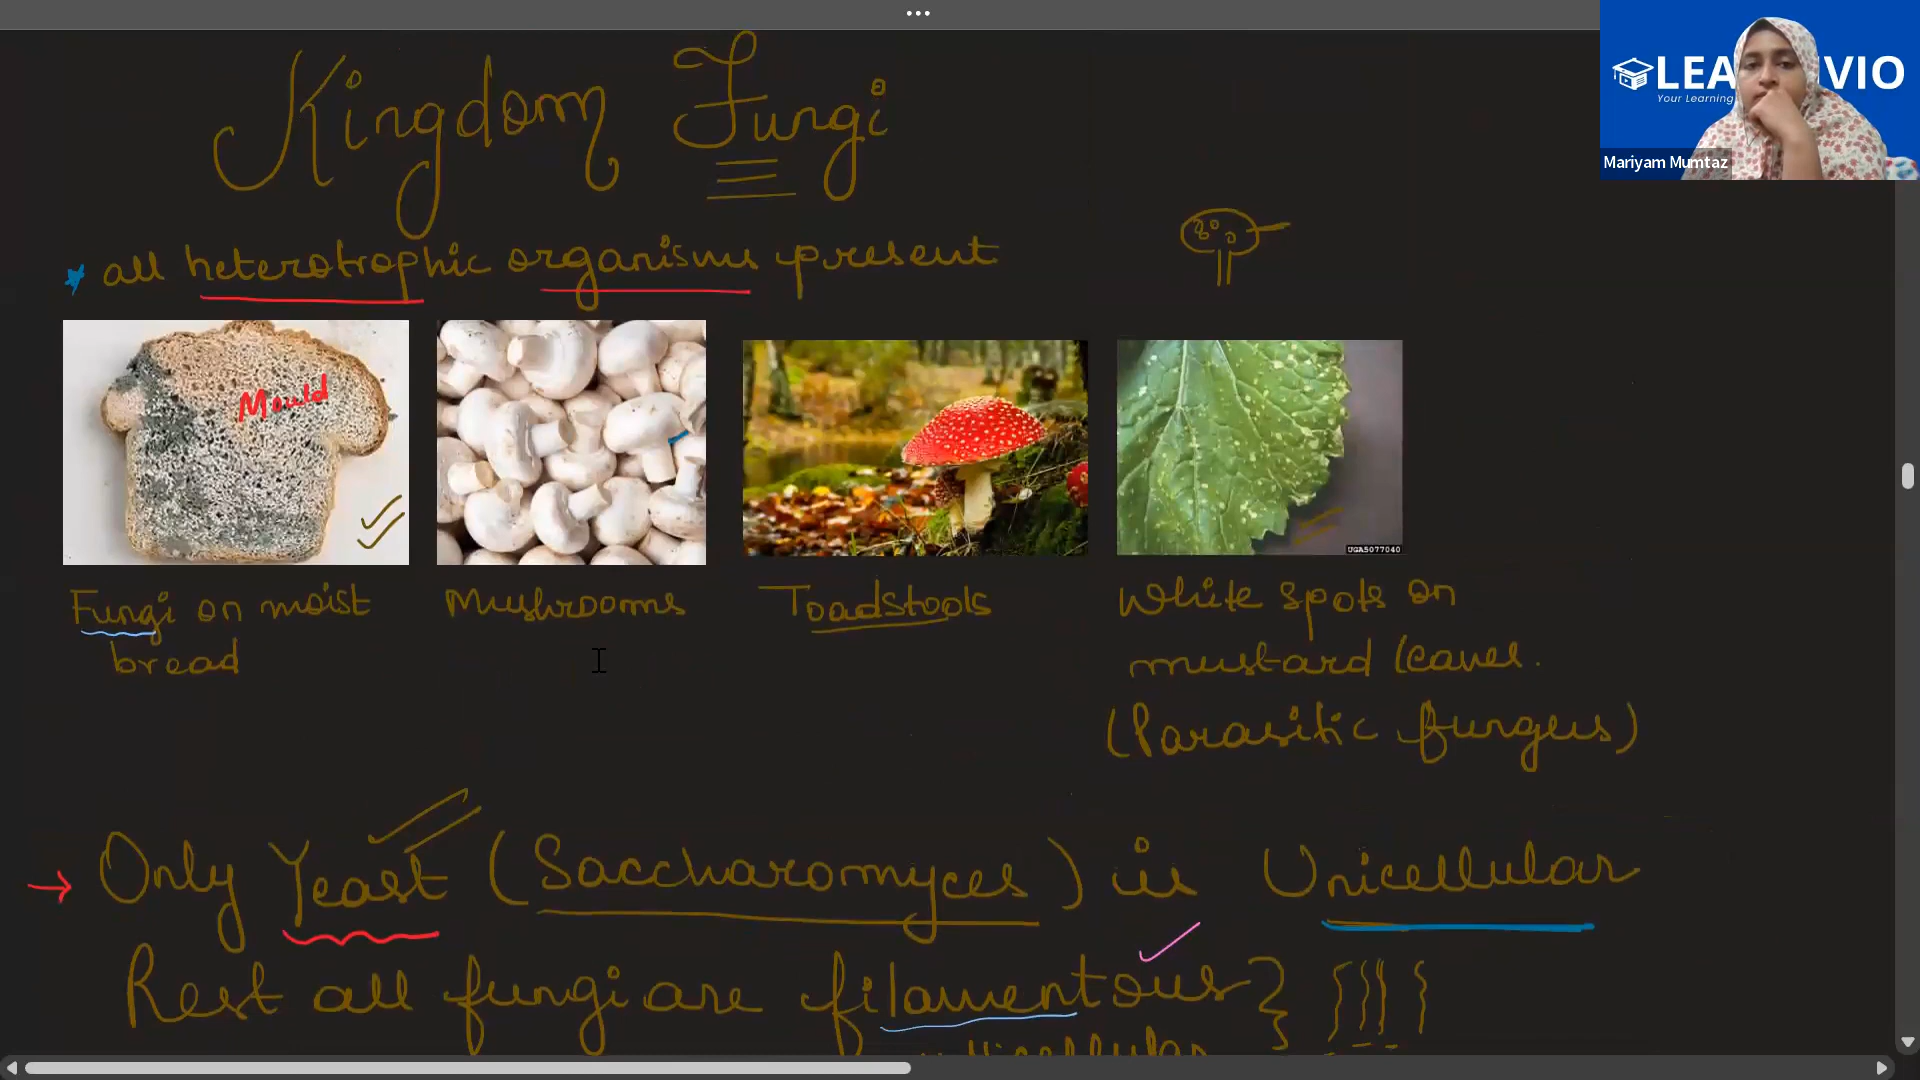 Kingdom Fungi
LEA VIO
Your Learning
Mariyam Mumtaz
all heterotrophic organisms present
Mould
UGA5077040
Fungi on moist
bread
Mushrooms
Toadstools
White spots on
mustard leaves.
(Parasitic fungus)
→ Only Yeast (Saccharomyces) is Unicellular
Rest all fungi are filamentous }